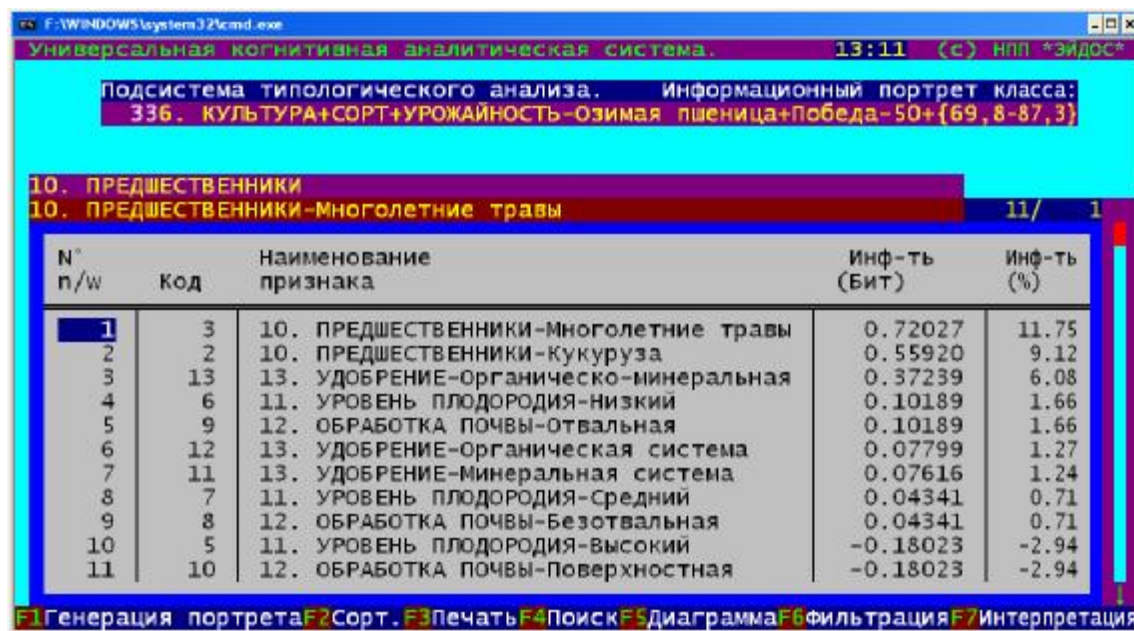 F:\WINDOWS\system32\cmd.exe
Универсальная когнитивная аналитическая система. 13:11 (c) НПП *ЭЙДОС*
Подсистема типологического анализа. Информационный портрет класса:
336. КУЛЬТУРА+СОРТ+УРОЖАЙНОСТЬ-Озимая пшеница+Победа-50+{69,8-87,3}
10. ПРЕДШЕСТВЕННИКИ
10. ПРЕДШЕСТВЕННИКИ-Многолетние травы 11/ 1
N° Наименование Инф-ть Инф-ть
п/w Код признака (Бит) (%)
1 3 10. ПРЕДШЕСТВЕННИКИ-Многолетние травы 0.72027 11.75
2 2 10. ПРЕДШЕСТВЕННИКИ-Кукуруза 0.55920 9.12
3 13 13. УДОБРЕНИЕ-Органическо-минеральная 0.37239 6.08
4 6 11. УРОВЕНЬ ПЛОДОРОДИЯ-Низкий 0.10189 1.66
5 9 12. ОБРАБОТКА ПОЧВЫ-Отвальная 0.10189 1.66
6 12 13. УДОБРЕНИЕ-Органическая система 0.07799 1.27
7 11 13. УДОБРЕНИЕ-Минеральная система 0.07616 1.24
8 7 11. УРОВЕНЬ ПЛОДОРОДИЯ-Средний 0.04341 0.71
9 8 12. ОБРАБОТКА ПОЧВЫ-Безотвальная 0.04341 0.71
10 5 11. УРОВЕНЬ ПЛОДОРОДИЯ-Высокий -0.18023 -2.94
11 10 12. ОБРАБОТКА ПОЧВЫ-Поверхностная -0.18023 -2.94
F1Генерация портретаF2Сорт.F3ПечатьF4ПоискF5ДиаграммаF6ФильтрацияF7Интерпретация